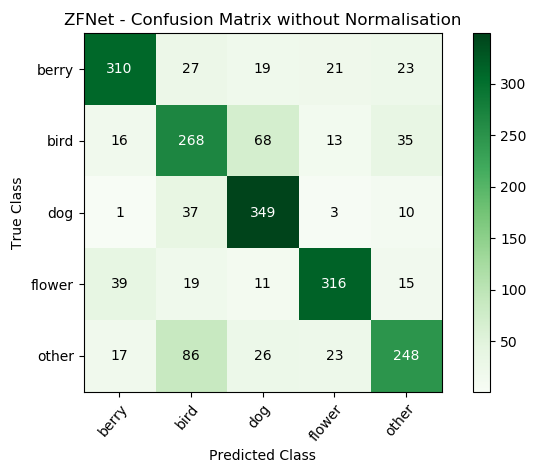 ZFNet - Confusion Matrix without Normalisation
berry 310 27 19 21 23
bird 16 268 68 13 35
dog 1 37 349 3 10
flower 39 19 11 316 15
other 17 86 26 23 248
berry bird dog flower other
True Class
Predicted Class
300
250
200
150
100
50